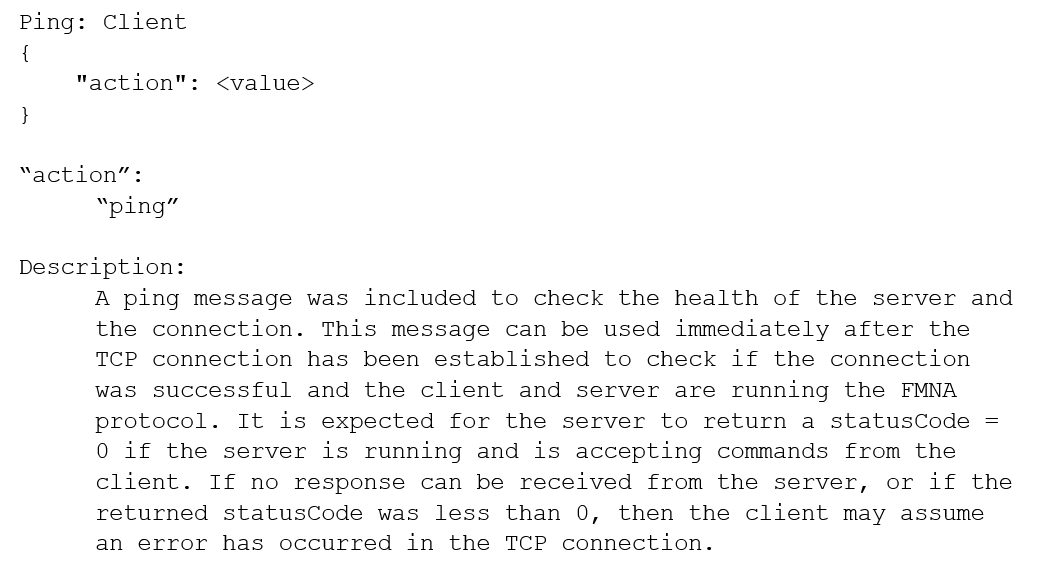 Ping: Client
{
"action": <value>
}
“action”:
“ping”
Description:
A ping message was included to check the health of the server and
the connection. This message can be used immediately after the
TCP connection has been established to check if the connection
was successful and the client and server are running the FMNA
protocol. It is expected for the server to return a statusCode =
0 if the server is running and is accepting commands from the
client. If no response can be received from the server, or if the
returned statusCode was less than 0, then the client may assume
an error has occurred in the TCP connection.